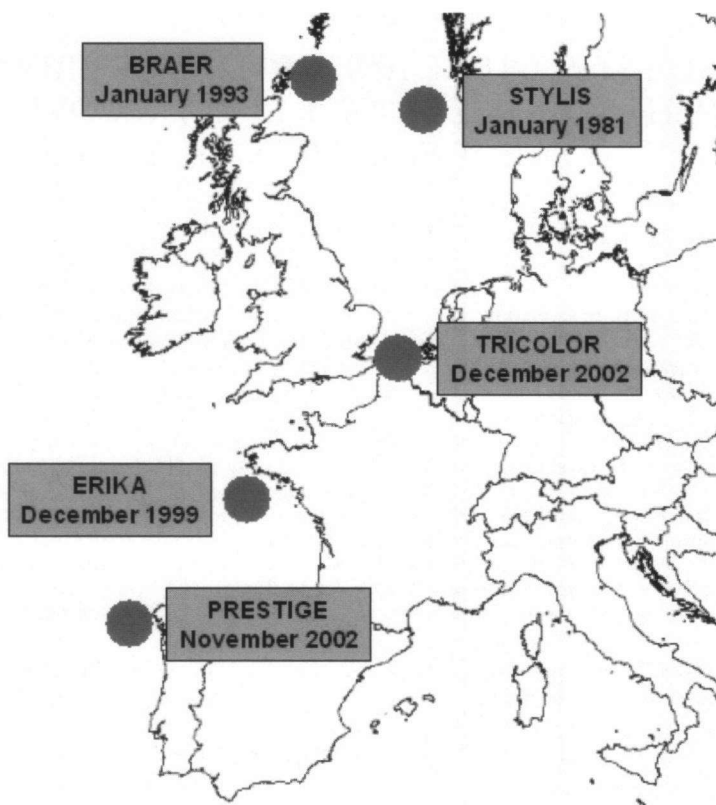 BRAER
January 1993
STYLIS
January 1981
TRICOLOR
December 2002
ERIKA
December 1999
PRESTIGE
November 2002